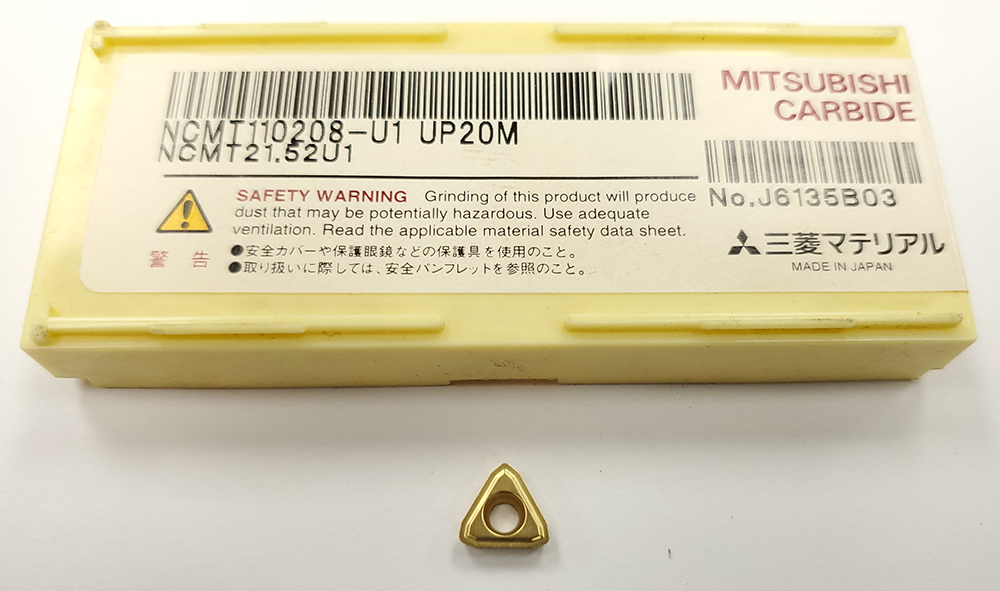 MITSUBISHI
CARBIDE
NCMT110208-U1 UP20M
NCMT21.52U1
No.J6135B03
SAFETY WARNING Grinding of this product will produce
dust that may be potentially hazardous. Use adequate
ventilation. Read the applicable material safety data sheet.
警告
●安全カバーや保護眼鏡などの保護具を使用のこと。
●取り扱いに際しては、安全パンフレットを参照のこと。
三菱マテリアル
MADE IN JAPAN